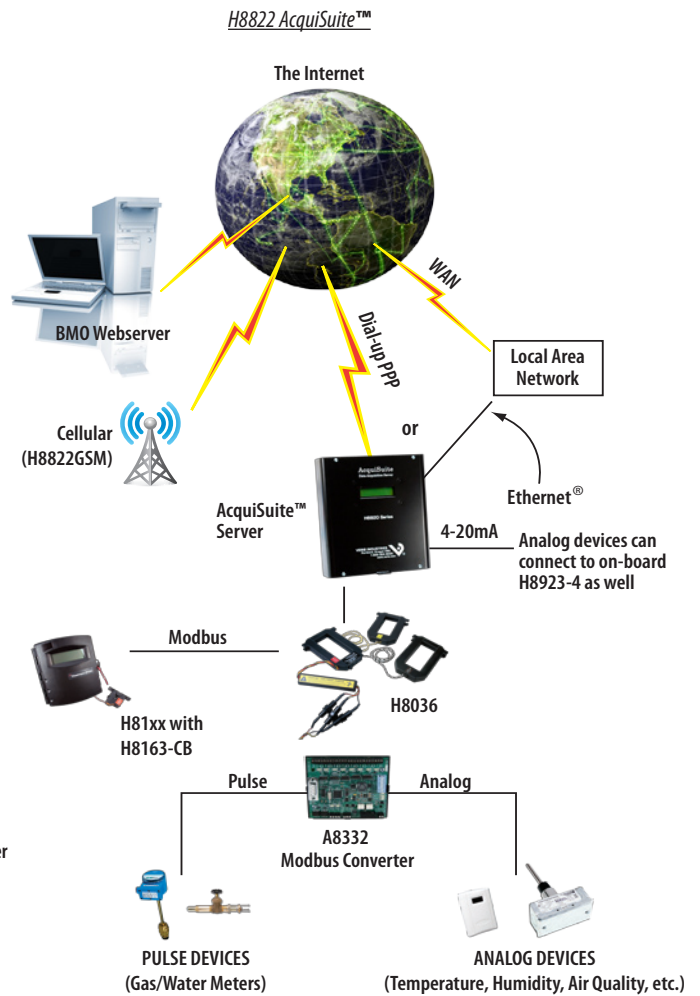 H8822 AcquiSuite™
The Internet
BMO Webserver
WAN
Dial-up PPP
Local Area
Network
Cellular
(H8822GSM)
or
Ethernet®
AcquiSuite™
Server
AcquiSuite
4-20mA
Analog devices can
connect to on-board
H8923-4 as well
Modbus
H81xx with
H8163-CB
H8036
Pulse
Analog
A8332
Modbus Converter
er
PULSE DEVICES
(Gas/Water Meters)
ANALOG DEVICES
(Temperature, Humidity, Air Quality, etc.)